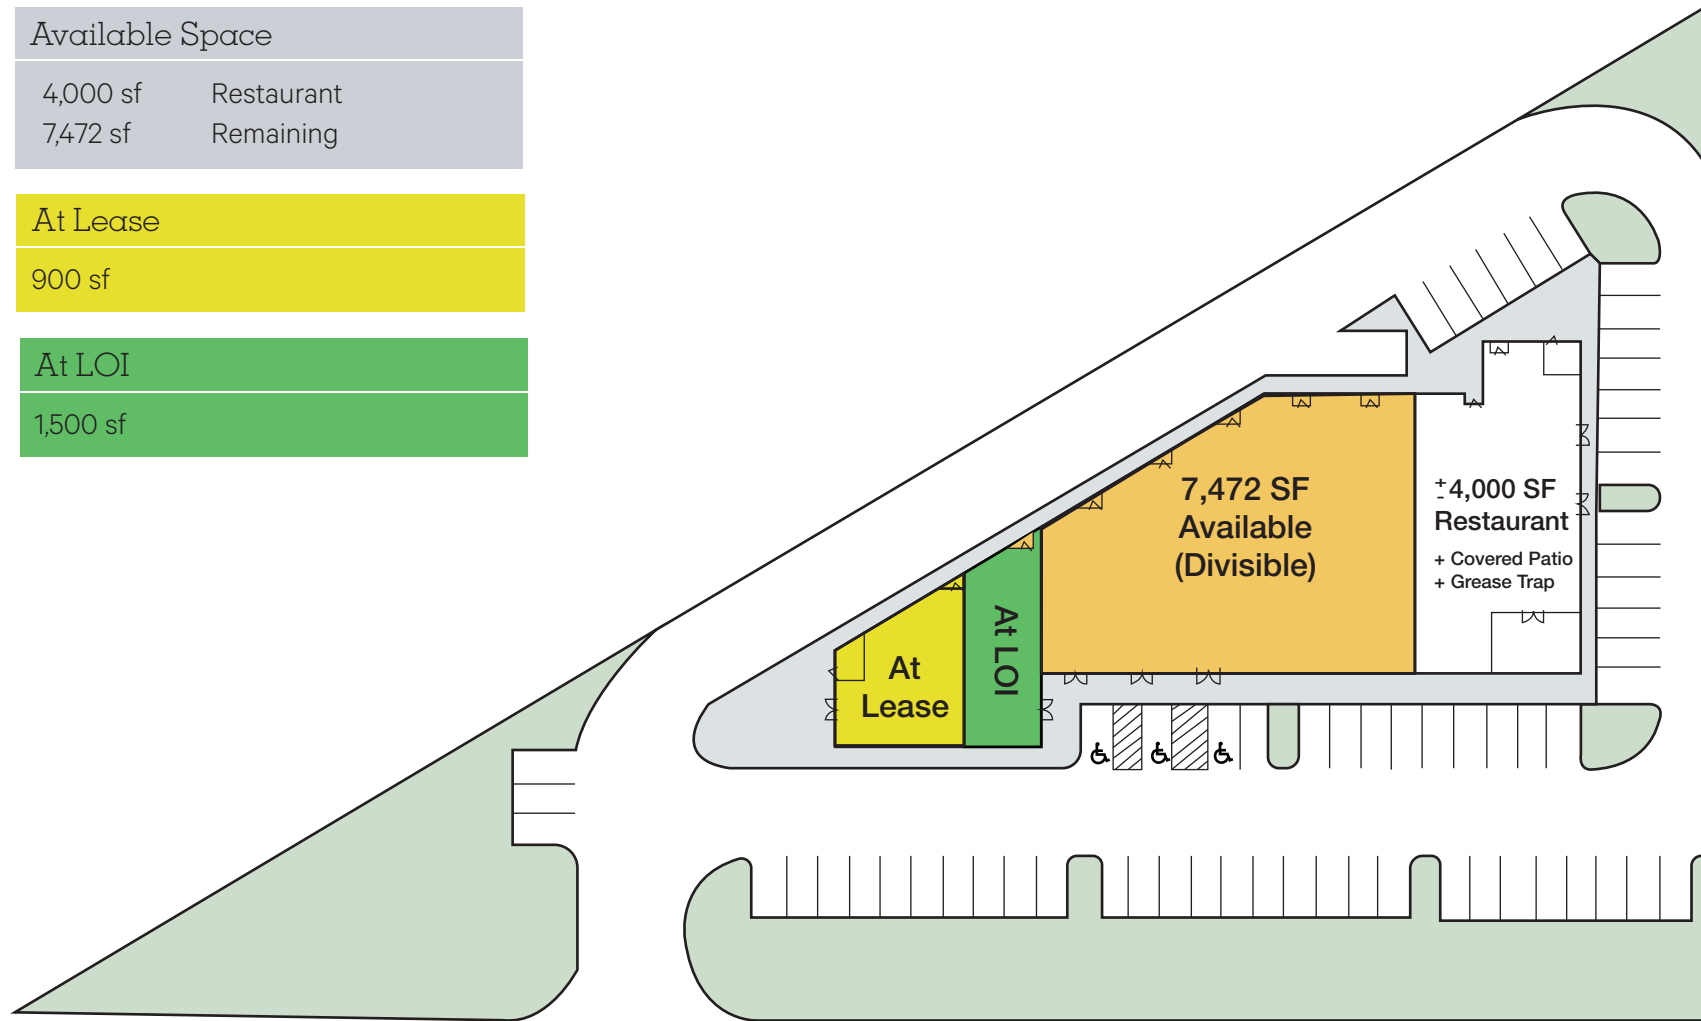 Available Space
4,000 sf Restaurant
7,472 sf Remaining
At Lease
900 sf
At LOI
1,500 sf
7,472 SF
Available
(Divisible)
±4,000 SF
Restaurant
+ Covered Patio
+ Grease Trap
At LOI
At
Lease